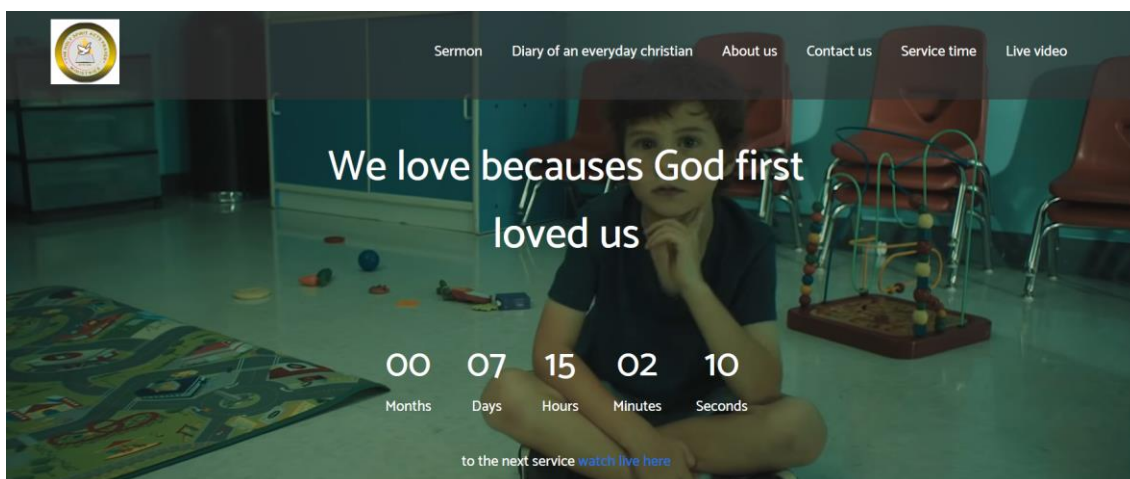 Sermon Diary of an everyday christian About us Contact us Service time Live video
We love becauses God first
loved us
00 07 15 02 10
Months Days Hours Minutes Seconds
to the next service watch live here